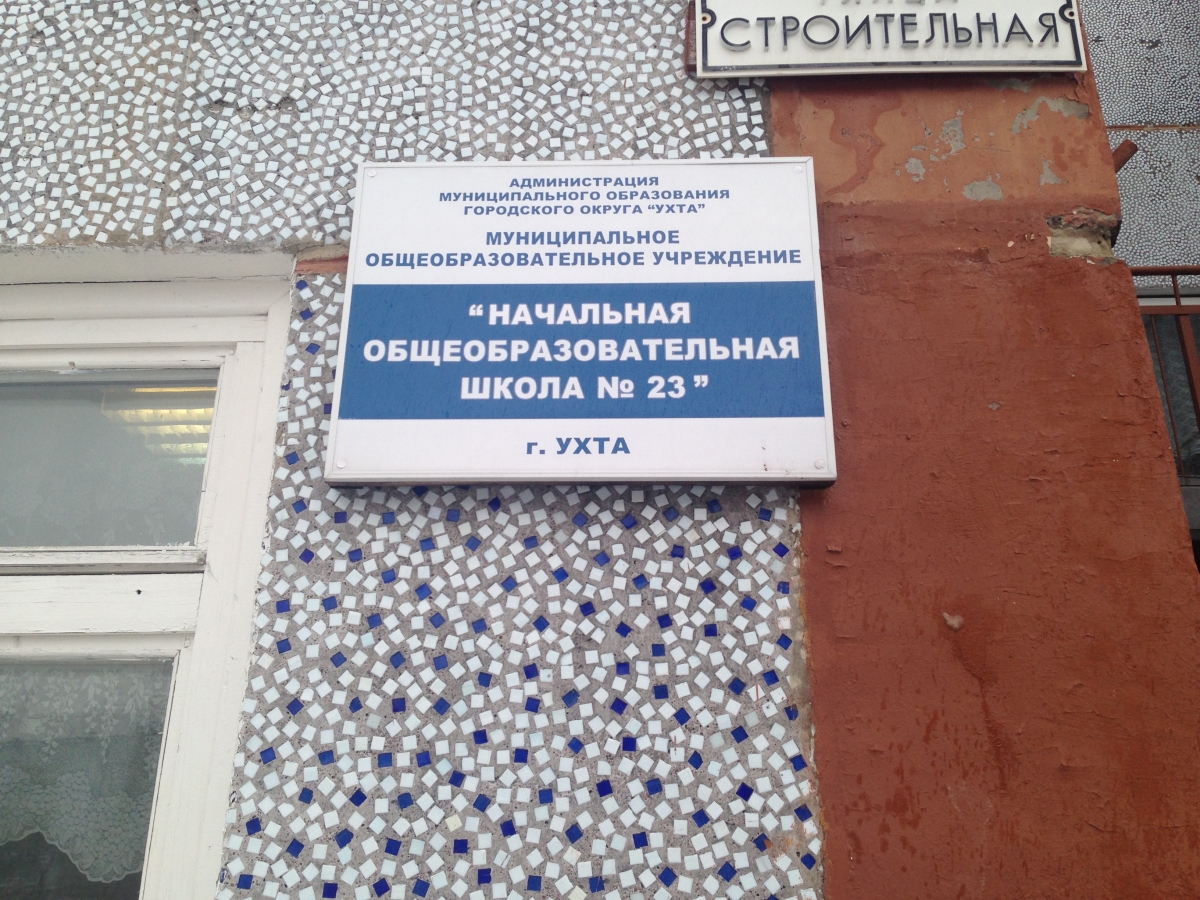 СТРОИТЕЛЬНАЯ
АДМИНИСТРАЦИЯ
МУНИЦИПАЛЬНОГО ОБРАЗОВАНИЯ
ГОРОДСКОГО ОКРУГА “УХТА”
МУНИЦИПАЛЬНОЕ
ОБЩЕОБРАЗОВАТЕЛЬНОЕ УЧРЕЖДЕНИЕ
“НАЧАЛЬНАЯ
ОБЩЕОБРАЗОВАТЕЛЬНАЯ
ШКОЛА № 23”
г. УХТА